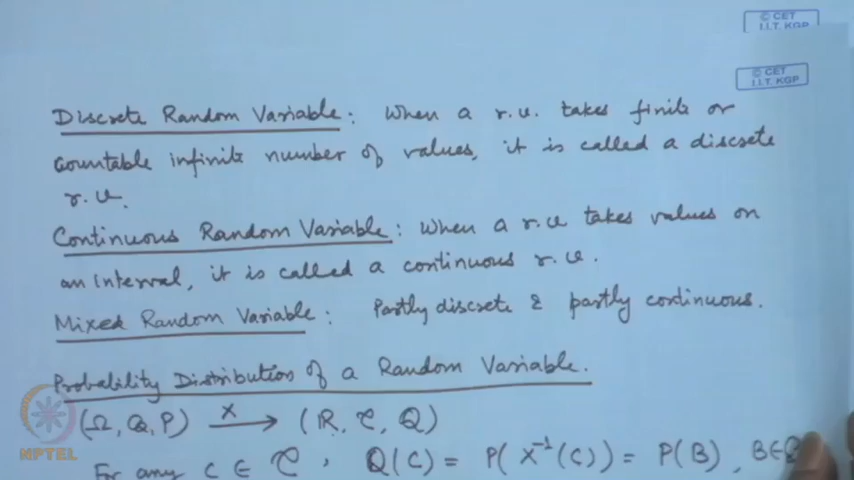 © CET
I.I.T. KGP
© CET
I.I.T. KGP
Discrete Random Variable : When a r.u. takes finite or
countable infinite number of values, it is called a discrete
r.u.
Continuous Random Variable : When a r.u takes values on
an interval, it is called a continuous r.u.
Mixed Random Variable : Partly discrete & partly continuous.
Probability Distribution of a Random Variable.
(Ω, Q, P) X → (R, C, Q)
For any C ∈ C, Q(C) = P(X⁻¹(C)) = P(B), B∈
NPTEL